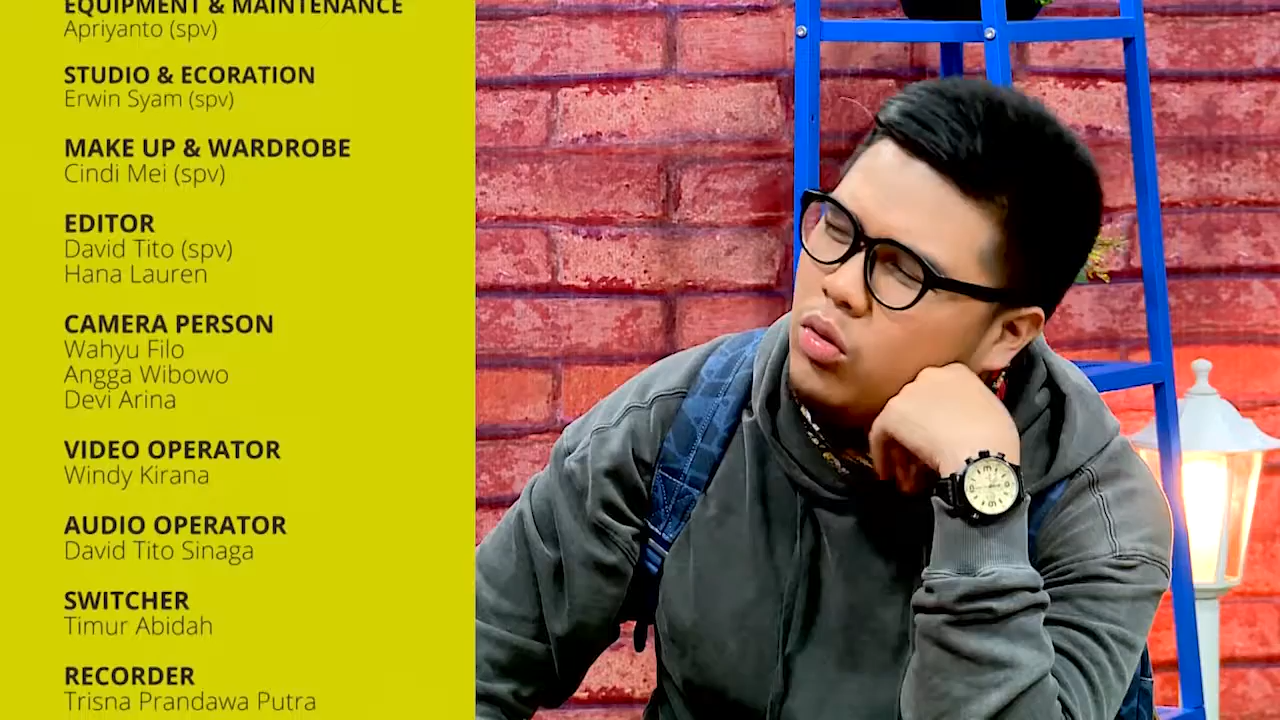 EQUIPMENT & MAINTENANCE
Apriyanto (spv)
STUDIO & ECORATION
Erwin Syam (spv)
MAKE UP & WARDROBE
Cindi Mei (spv)
EDITOR
David Tito (spv)
Hana Lauren
CAMERA PERSON
Wahyu Filo
Angga Wibowo
Devi Arina
VIDEO OPERATOR
Windy Kirana
AUDIO OPERATOR
David Tito Sinaga
SWITCHER
Timur Abidah
RECORDER
Trisna Prandawa Putra